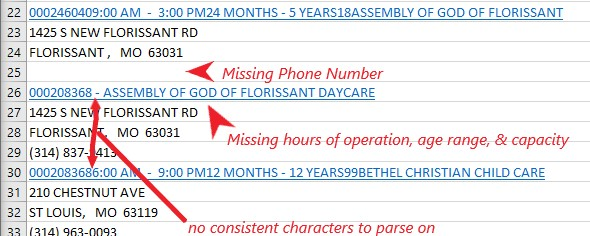 22 0002460409:00 AM - 3:00 PM24 MONTHS - 5 YEARS18ASSEMBLY OF GOD OF FLORISSANT
23 1425 S NEW FLORISSANT RD
24 FLORISSANT , MO 63031
25 Missing Phone Number
26 000208368 - ASSEMBLY OF GOD OF FLORISSANT DAYCARE
27 1425 S NEW FLORISSANT RD
28 FLORISSANT, MO 63031 Missing hours of operation, age range, & capacity
29 (314) 837-3413
30 0002083686:00 AM - 9:00 PM12 MONTHS - 12 YEARS99BETHEL CHRISTIAN CHILD CARE
31 210 CHESTNUT AVE
32 ST LOUIS, MO 63119
no consistent characters to parse on
33 (314) 963-0093